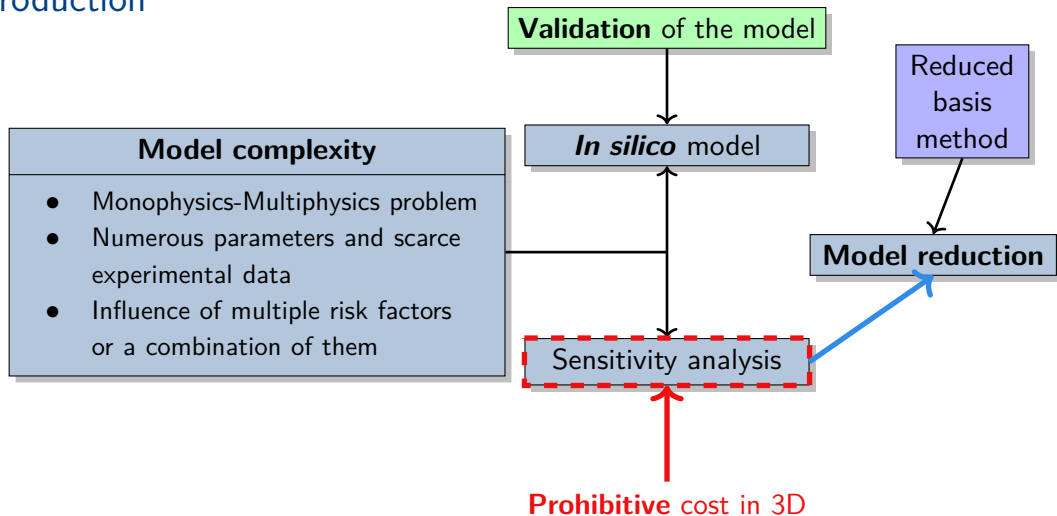 Validation of the model
Reduced
basis
method
In silico model
Model complexity
● Monophysics-Multiphysics problem
● Numerous parameters and scarce
experimental data
● Influence of multiple risk factors
or a combination of them
Model reduction
Sensitivity analysis
Prohibitive cost in 3D